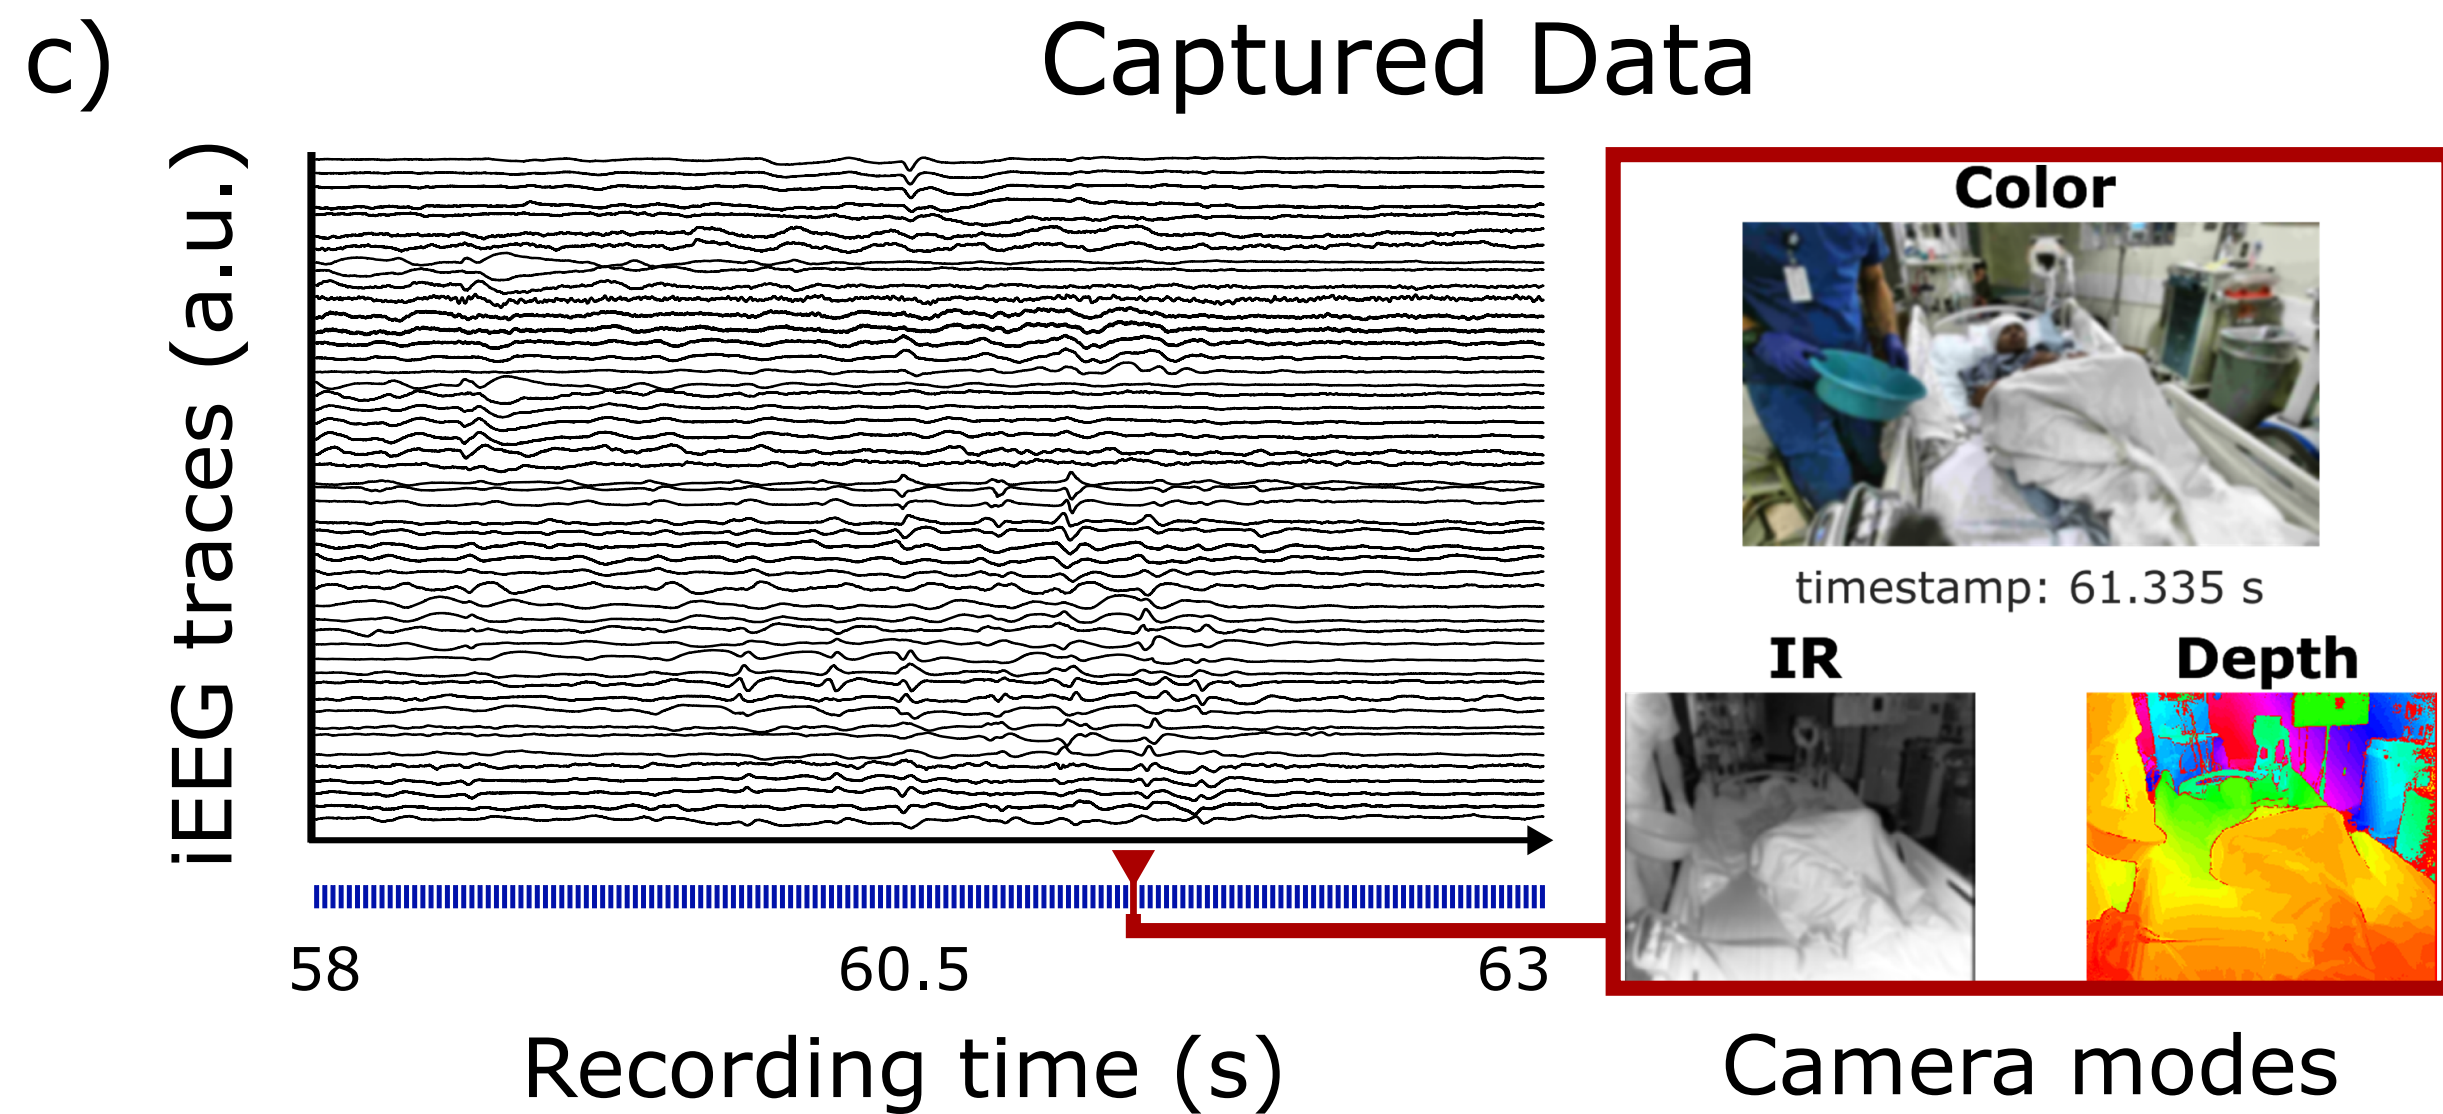 c)
Captured Data
iEEG traces (a.u.)
58
60.5
63
Recording time (s)
Color
timestamp: 61.335 s
IR
Depth
Camera modes